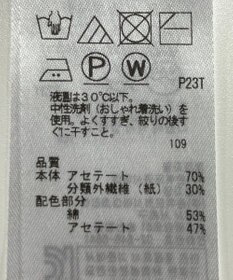 P
W
P23T
液温は30℃以下。
中性洗剤(おしゃれ着洗い)を
使用。よくすすぎ、絞りの後す
ぐに干すこと。
109
品質
本体 アセテート 70%
分類外繊維(紙) 30%
配色部分
綿 53%
アセテート 47%